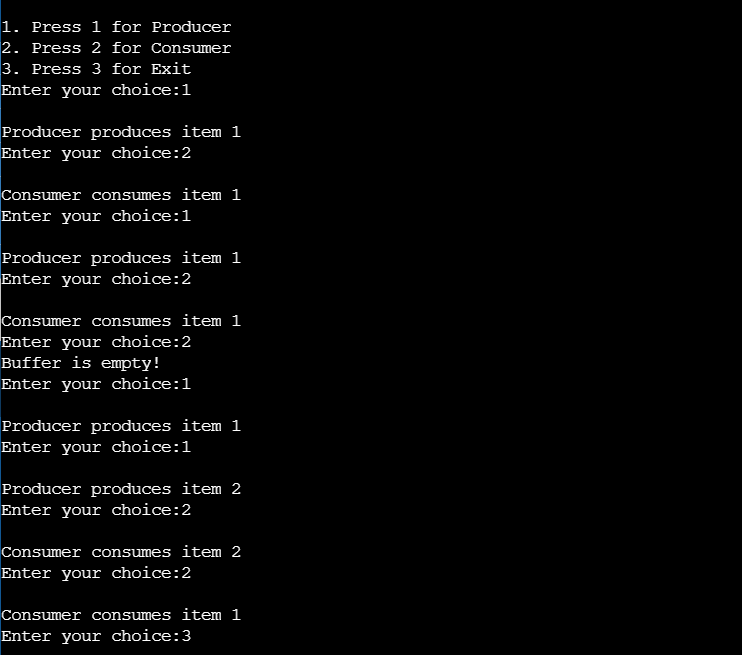 1. Press 1 for Producer
2. Press 2 for Consumer
3. Press 3 for Exit
Enter your choice:1
Producer produces item 1
Enter your choice:2
Consumer consumes item 1
Enter your choice:1
Producer produces item 1
Enter your choice:2
Consumer consumes item 1
Enter your choice:2
Buffer is empty!
Enter your choice:1
Producer produces item 1
Enter your choice:1
Producer produces item 2
Enter your choice:2
Consumer consumes item 2
Enter your choice:2
Consumer consumes item 1
Enter your choice:3